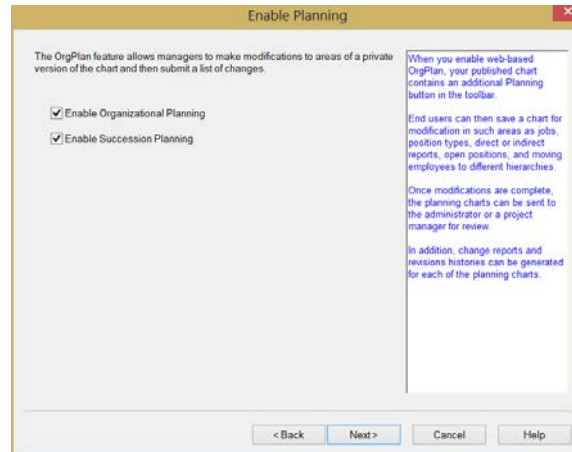 Enable Planning
The OrgPlan feature allows managers to make modifications to areas of a private
version of the chart and then submit a list of changes.
Enable Organizational Planning
Enable Succession Planning
When you enable web-based
OrgPlan, your published chart
contains an additional Planning
button in the toolbar.
End users can then save a chart for
modification in such areas as jobs,
position types, direct or indirect
reports, open positions, and moving
employees to different hierarchies.
Once modifications are complete,
the planning charts can be sent to
the administrator or a project
manager for review.
In addition, change reports and
revisions histories can be generated
for each of the planning charts.
< Back
Next >
Cancel
Help